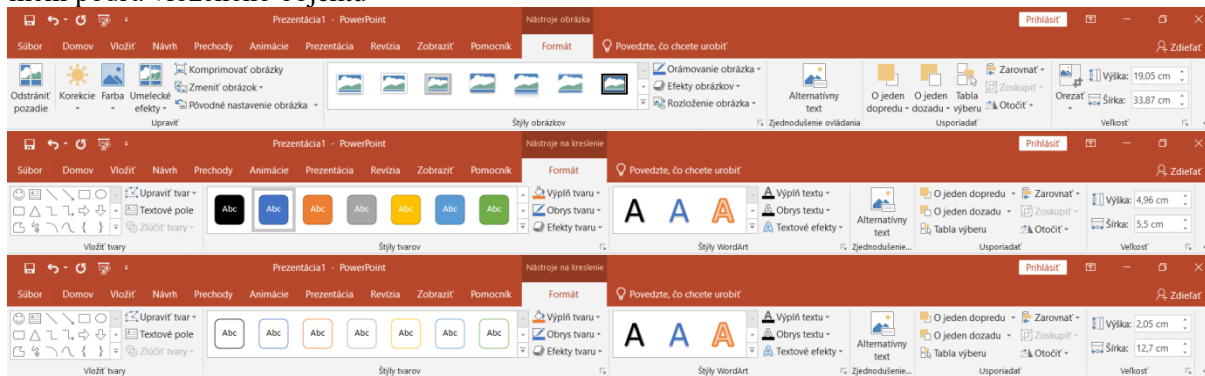 Prezentácia1 - PowerPoint Nástroje obrázka Prihlásiť
Súbor Domov Vložiť Návrh Prechody Animácie Prezentácia Revízia Zobraziť Pomocník Formát Povedzte, čo chcete urobiť Zdieľať
Komprimovať obrázky Orámovanie obrázka Zarovnať Výška: 19,05 cm
Zmeniť obrázok Efekty obrázkov Zoskupiť
Odstrániť pozadie Korekcie Farba Umelecké efekty Pôvodné nastavenie obrázka Rozloženie obrázka Alternatívny text O jeden dopredu O jeden dozadu Tabla výberu Otočiť Orezať Šírka: 33,87 cm
Upraviť Štýly obrázkov Zjednodušenie ovládania Usporiadať Veľkosť
Prezentácia1 - PowerPoint Nástroje na kreslenie Prihlásiť
Súbor Domov Vložiť Návrh Prechody Animácie Prezentácia Revízia Zobraziť Pomocník Formát Povedzte, čo chcete urobiť Zdieľať
Upraviť tvar Výplň tvaru Výplň textu O jeden dopredu Zarovnať Výška: 4,96 cm
Textové pole Abc Abc Abc Abc Abc Abc Abc Obrys tvaru A A A Obrys textu Alternatívny text O jeden dozadu Zoskupiť
Zlúčiť tvary Efekty tvaru Textové efekty Tabla výberu Otočiť Šírka: 5,5 cm
Vložiť tvary Štýly tvarov Štýly WordArt Zjednodušenie... Usporiadať Veľkosť
Prezentácia1 - PowerPoint Nástroje na kreslenie Prihlásiť
Súbor Domov Vložiť Návrh Prechody Animácie Prezentácia Revízia Zobraziť Pomocník Formát Povedzte, čo chcete urobiť Zdieľať
Upraviť tvar Výplň tvaru Výplň textu O jeden dopredu Zarovnať Výška: 2,05 cm
Textové pole Abc Abc Abc Abc Abc Abc Abc Obrys tvaru A A A Obrys textu Alternatívny text O jeden dozadu Zoskupiť
Zlúčiť tvary Efekty tvaru Textové efekty Tabla výberu Otočiť Šírka: 12,7 cm
Vložiť tvary Štýly tvarov Štýly WordArt Zjednodušenie... Usporiadať Veľkosť